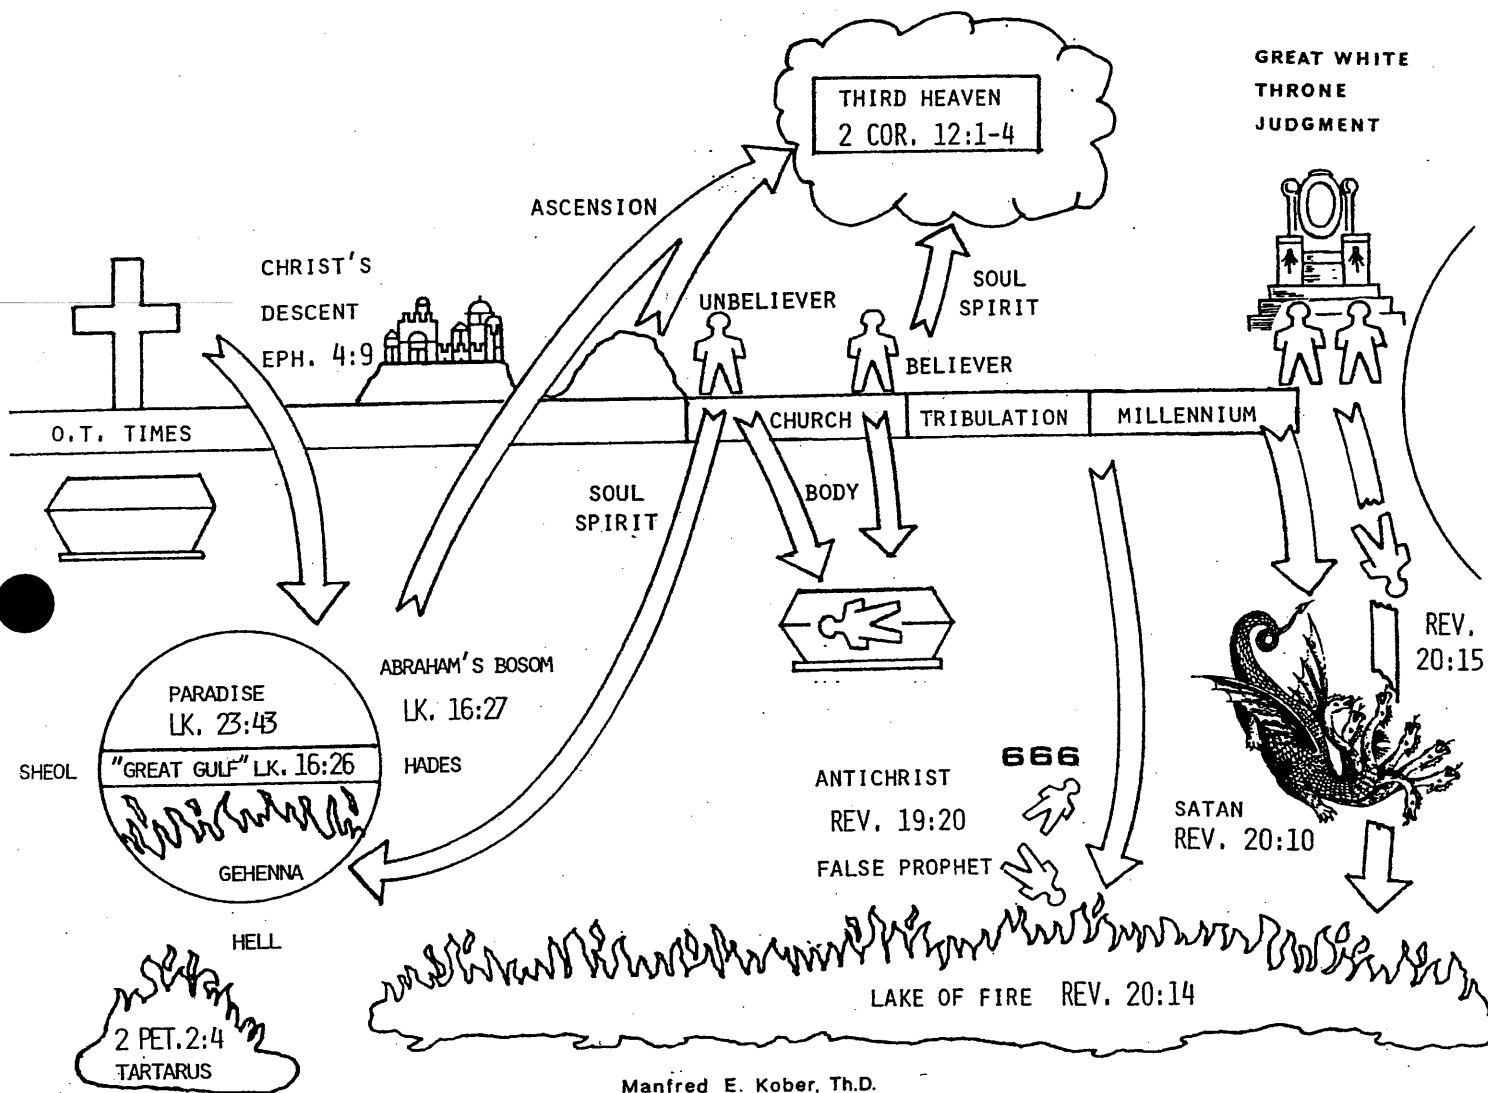 THIRD HEAVEN
2 COR. 12:1-4
GREAT WHITE
THRONE
JUDGMENT
ASCENSION
CHRIST'S
DESCENT
EPH. 4:9
UNBELIEVER
SOUL
SPIRIT
BELIEVER
O.T. TIMES
CHURCH
TRIBULATION
MILLENNIUM
SOUL
SPIRIT
BODY
REV.
20:15
ABRAHAM'S BOSOM
LK. 16:27
PARADISE
LK. 23:43
SHEOL
"GREAT GULF" LK. 16:26
HADES
GEHENNA
HELL
666
ANTICHRIST
REV. 19:20
FALSE PROPHET
SATAN
REV. 20:10
LAKE OF FIRE REV. 20:14
2 PET.2:4
TARTARUS
Manfred E. Kober, Th.D.